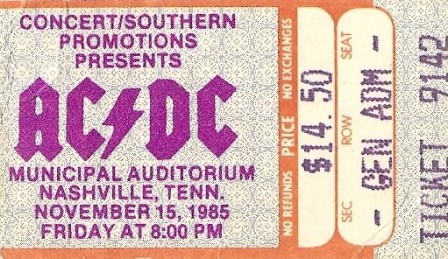 CONCERT/SOUTHERN
PROMOTIONS
PRESENTS
AC⚡DC
MUNICIPAL AUDITORIUM
NASHVILLE, TENN.
NOVEMBER 15, 1985
FRIDAY AT 8:00 PM
NO REFUNDS PRICE NO EXCHANGES
$14.50
SEC ROW SEAT
- GEN ADM -
TICKET 9142